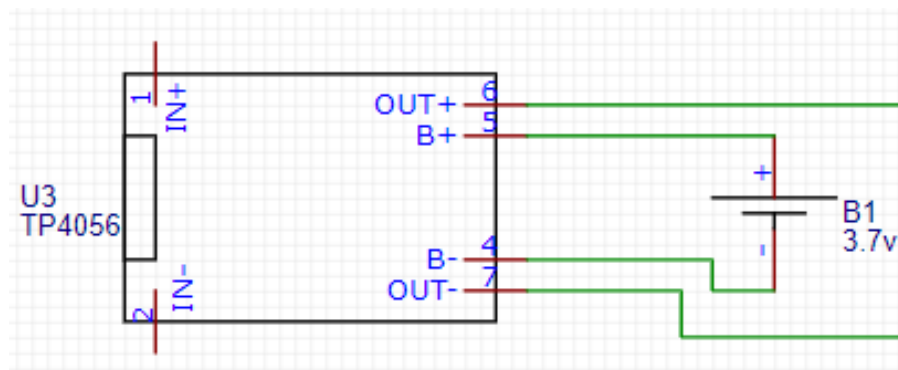 1
IN+
OUT+
6
B+
5
U3
TP4056
+
B1
3.7v
-
B-
4
OUT-
7
IN-
2